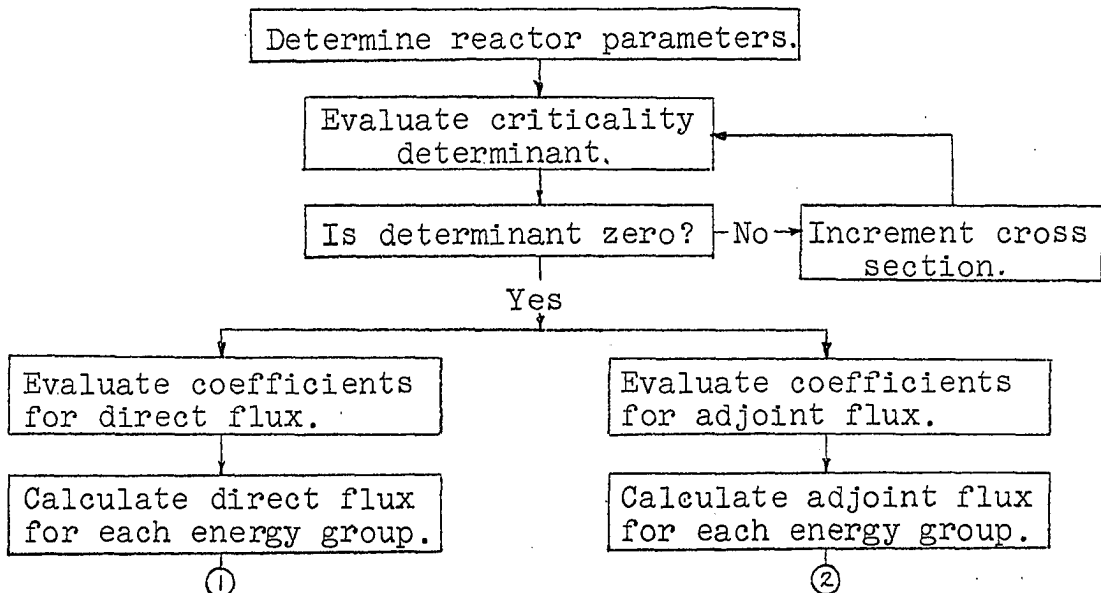 Determine reactor parameters.
Evaluate criticality
determinant.
Is determinant zero?
No
Increment cross
section.
Yes
Evaluate coefficients
for direct flux.
Evaluate coefficients
for adjoint flux.
Calculate direct flux
for each energy group.
Calculate adjoint flux
for each energy group.
1
2